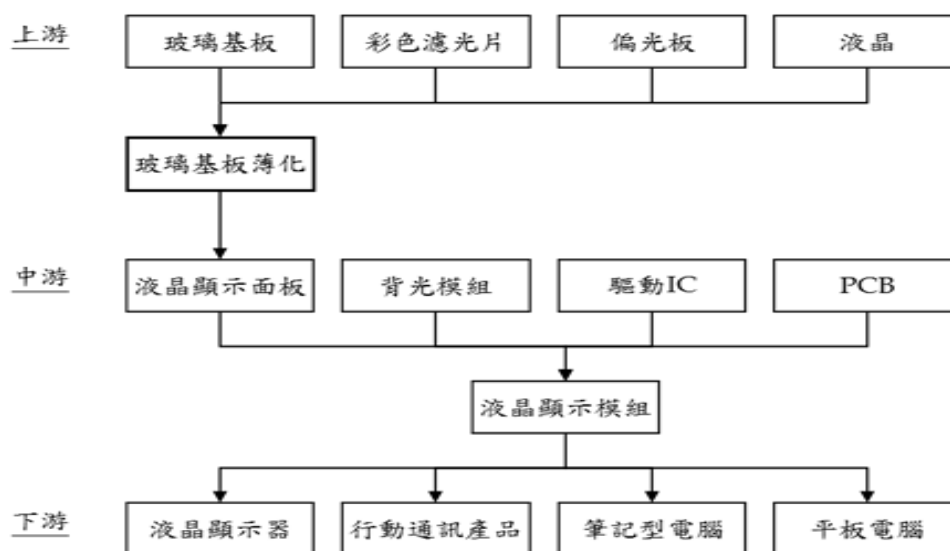 上游
玻璃基板
彩色濾光片
偏光板
液晶
玻璃基板薄化
中游
液晶顯示面板
背光模組
驅動IC
PCB
液晶顯示模組
下游
液晶顯示器
行動通訊產品
筆記型電腦
平板電腦